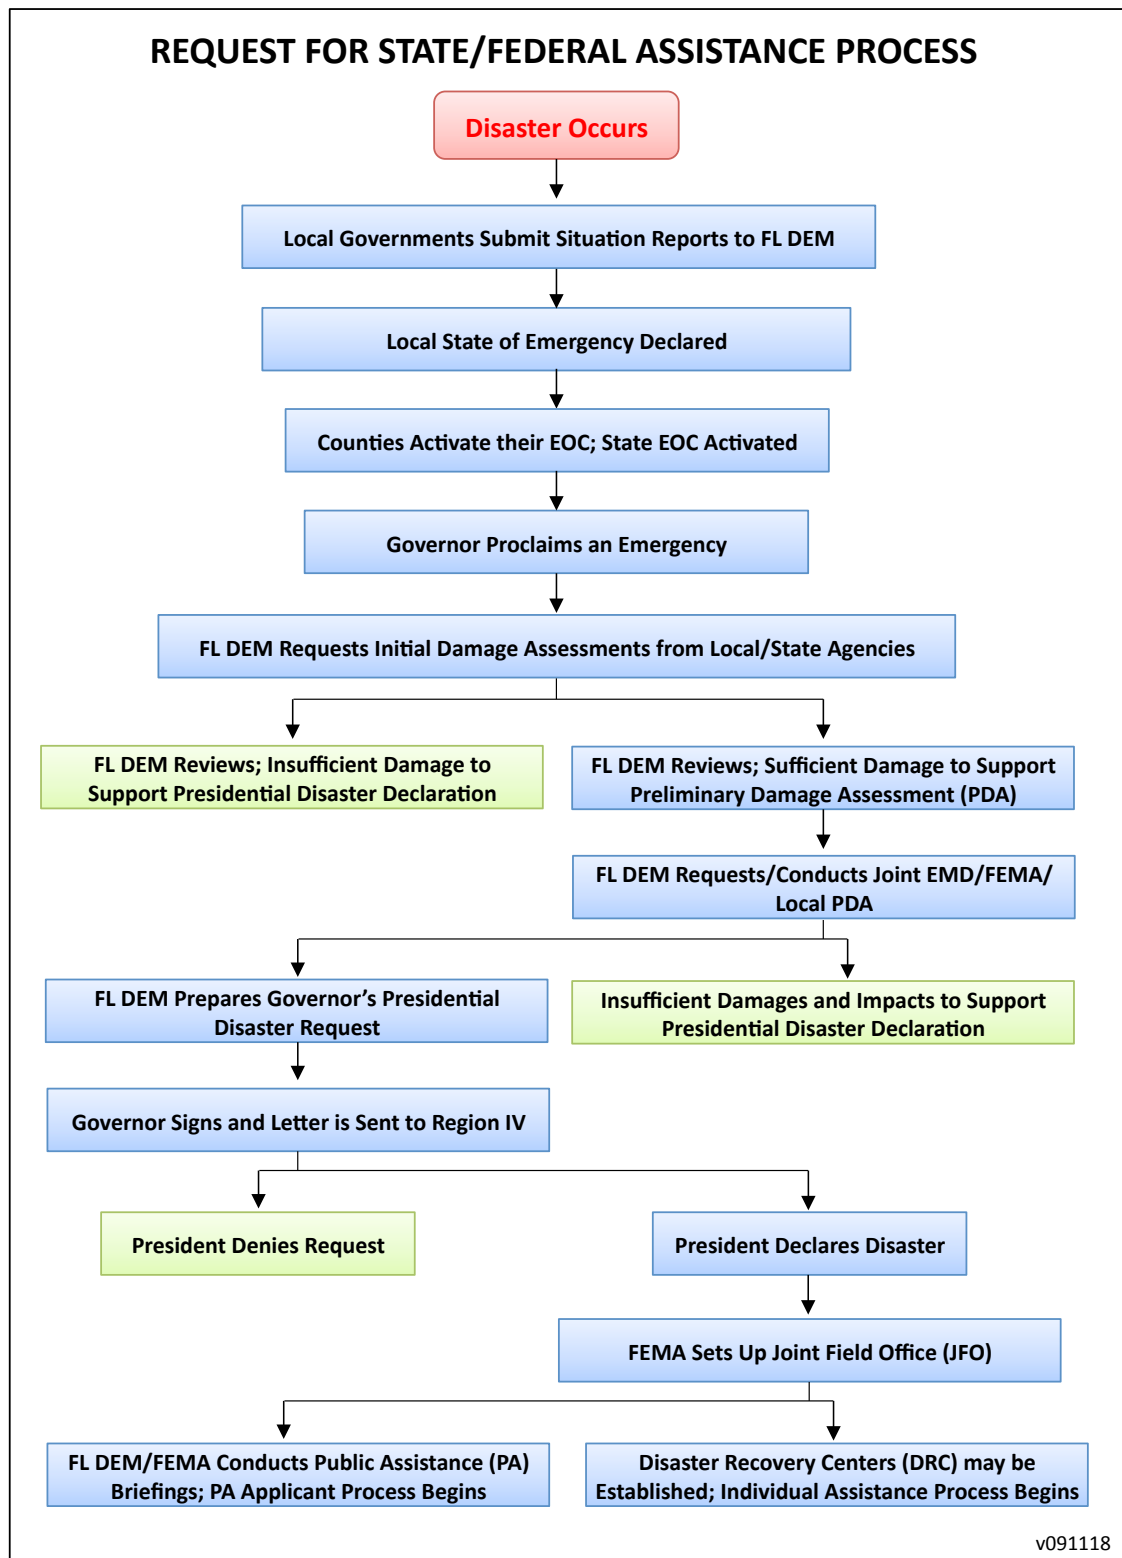 REQUEST FOR STATE/FEDERAL ASSISTANCE PROCESS
Disaster Occurs
Local Governments Submit Situation Reports to FL DEM
Local State of Emergency Declared
Counties Activate their EOC; State EOC Activated
Governor Proclaims an Emergency
FL DEM Requests Initial Damage Assessments from Local/State Agencies
FL DEM Reviews; Insufficient Damage to
Support Presidential Disaster Declaration
FL DEM Reviews; Sufficient Damage to Support
Preliminary Damage Assessment (PDA)
FL DEM Requests/Conducts Joint EMD/FEMA/
Local PDA
FL DEM Prepares Governor’s Presidential
Disaster Request
Insufficient Damages and Impacts to Support
Presidential Disaster Declaration
Governor Signs and Letter is Sent to Region IV
President Denies Request
President Declares Disaster
FEMA Sets Up Joint Field Office (JFO)
FL DEM/FEMA Conducts Public Assistance (PA)
Briefings; PA Applicant Process Begins
Disaster Recovery Centers (DRC) may be
Established; Individual Assistance Process Begins
v091118